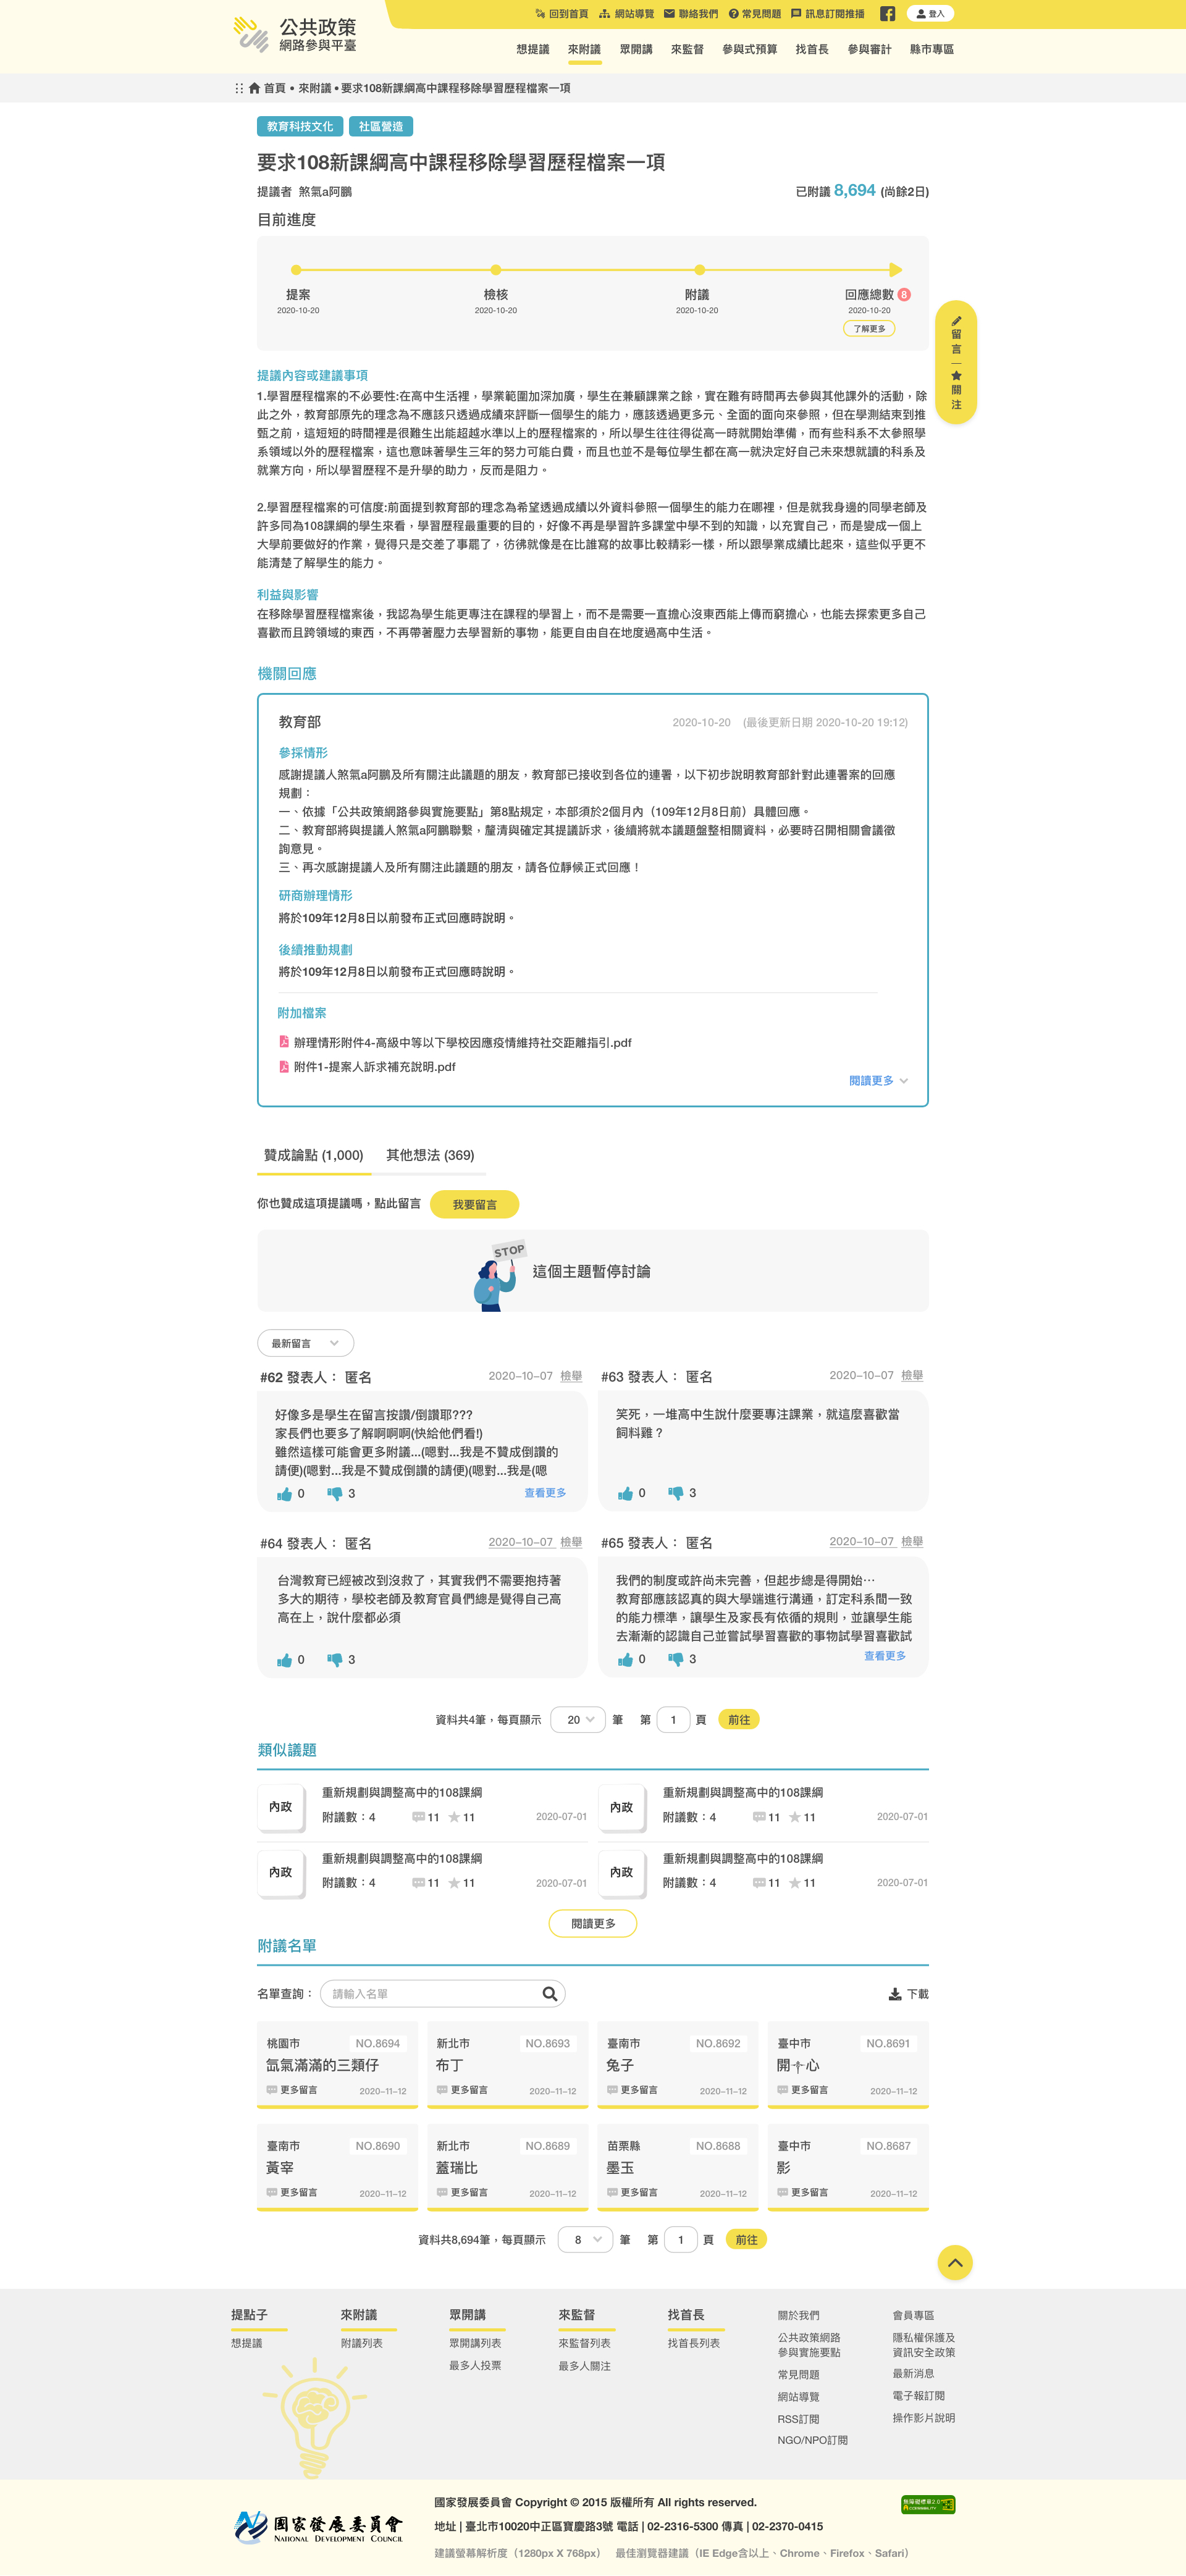 公共政策
網路參與平臺
回到首頁 網站導覽 聯絡我們 常見問題 訊息訂閱推播 登入
想提議 來附議 眾開講 來監督 參與式預算 找首長 參與審計 縣市專區
首頁 • 來附議 • 要求108新課綱高中課程移除學習歷程檔案一項
教育科技文化 社區營造
要求108新課綱高中課程移除學習歷程檔案一項
提議者 煞氣a阿鵬 已附議 8,694 (尚餘2日)
目前進度
提案 檢核 附議 回應總數 8
2020-10-20 2020-10-20 2020-10-20 2020-10-20
了解更多
留言
關注
提議內容或建議事項
1.學習歷程檔案的不必要性:在高中生活裡，學業範圍加深加廣，學生在兼顧課業之餘，實在難有時間再去參與其他課外的活動，除
此之外，教育部原先的理念為不應該只透過成績來評斷一個學生的能力，應該透過更多元、全面的面向來參照，但在學測結束到推
甄之前，這短短的時間裡是很難生出能超越水準以上的歷程檔案的，所以學生往往得從高一時就開始準備，而有些科系不太參照學
系領域以外的歷程檔案，這也意味著學生三年的努力可能白費，而且也並不是每位學生都在高一就決定好自己未來想就讀的科系及
就業方向，所以學習歷程不是升學的助力，反而是阻力。
2.學習歷程檔案的可信度:前面提到教育部的理念為希望透過成績以外資料參照一個學生的能力在哪裡，但是就我身邊的同學老師及
許多同為108課綱的學生來看，學習歷程最重要的目的，好像不再是學習許多課堂中學不到的知識，以充實自己，而是變成一個上
大學前要做好的作業，覺得只是交差了事罷了，彷彿就像是在比誰寫的故事比較精彩一樣，所以跟學業成績比起來，這些似乎更不
能清楚了解學生的能力。
利益與影響
在移除學習歷程檔案後，我認為學生能更專注在課程的學習上，而不是需要一直擔心沒東西能上傳而窮擔心，也能去探索更多自己
喜歡而且跨領域的東西，不再帶著壓力去學習新的事物，能更自由自在地度過高中生活。
機關回應
教育部 2020-10-20 (最後更新日期 2020-10-20 19:12)
參採情形
感謝提議人煞氣a阿鵬及所有關注此議題的朋友，教育部已接收到各位的連署，以下初步說明教育部針對此連署案的回應
規劃：
一、依據「公共政策網路參與實施要點」第8點規定，本部須於2個月內（109年12月8日前）具體回應。
二、教育部將與提議人煞氣a阿鵬聯繫，釐清與確定其提議訴求，後續將就本議題盤整相關資料，必要時召開相關會議徵
詢意見。
三、再次感謝提議人及所有關注此議題的朋友，請各位靜候正式回應！
研商辦理情形
將於109年12月8日以前發布正式回應時說明。
後續推動規劃
將於109年12月8日以前發布正式回應時說明。
附加檔案
辦理情形附件4-高級中等以下學校因應疫情維持社交距離指引.pdf
附件1-提案人訴求補充說明.pdf
閱讀更多
贊成論點 (1,000) 其他想法 (369)
你也贊成這項提議嗎，點此留言 我要留言
STOP
這個主題暫停討論
最新留言
#62 發表人： 匿名 2020-10-07 檢舉
好像多是學生在留言按讚/倒讚耶???
家長們也要多了解啊啊啊(快給他們看!)
雖然這樣可能會更多附議...(嗯對...我是不贊成倒讚的
請便)(嗯對...我是不贊成倒讚的請便)(嗯對...我是(嗯
0 3 查看更多
#63 發表人： 匿名 2020-10-07 檢舉
笑死，一堆高中生說什麼要專注課業，就這麼喜歡當
飼料雞？
0 3
#64 發表人： 匿名 2020-10-07 檢舉
台灣教育已經被改到沒救了，其實我們不需要抱持著
多大的期待，學校老師及教育官員們總是覺得自己高
高在上，說什麼都必須
0 3
#65 發表人： 匿名 2020-10-07 檢舉
我們的制度或許尚未完善，但起步總是得開始⋯
教育部應該認真的與大學端進行溝通，訂定科系間一致
的能力標準，讓學生及家長有依循的規則，並讓學生能
去漸漸的認識自己並嘗試學習喜歡的事物試學習喜歡試
0 3 查看更多
資料共4筆，每頁顯示 20 筆 第 1 頁 前往
類似議題
內政 重新規劃與調整高中的108課綱
附議數：4 11 11 2020-07-01
內政 重新規劃與調整高中的108課綱
附議數：4 11 11 2020-07-01
內政 重新規劃與調整高中的108課綱
附議數：4 11 11 2020-07-01
內政 重新規劃與調整高中的108課綱
附議數：4 11 11 2020-07-01
閱讀更多
附議名單
名單查詢： 請輸入名單 下載
桃園市 NO.8694
氙氣滿滿的三類仔
更多留言 2020-11-12
新北市 NO.8693
布丁
更多留言 2020-11-12
臺南市 NO.8692
兔子
更多留言 2020-11-12
臺中市 NO.8691
開心
更多留言 2020-11-12
臺南市 NO.8690
黃宰
更多留言 2020-11-12
新北市 NO.8689
蓋瑞比
更多留言 2020-11-12
苗栗縣 NO.8688
墨玉
更多留言 2020-11-12
臺中市 NO.8687
影
更多留言 2020-11-12
資料共8,694筆，每頁顯示 8 筆 第 1 頁 前往
提點子
想提議
來附議
附議列表
眾開講
眾開講列表
最多人投票
來監督
來監督列表
最多人關注
找首長
找首長列表
關於我們
公共政策網路
參與實施要點
常見問題
網站導覽
RSS訂閱
NGO/NPO訂閱
會員專區
隱私權保護及
資訊安全政策
最新消息
電子報訂閱
操作影片說明
國家發展委員會
NATIONAL DEVELOPMENT COUNCIL
國家發展委員會 Copyright © 2015 版權所有 All rights reserved.
地址 | 臺北市10020中正區寶慶路3號 電話 | 02-2316-5300 傳真 | 02-2370-0415
建議螢幕解析度（1280px X 768px） 最佳瀏覽器建議（IE Edge含以上、Chrome、Firefox、Safari）
無障礙標章2.0